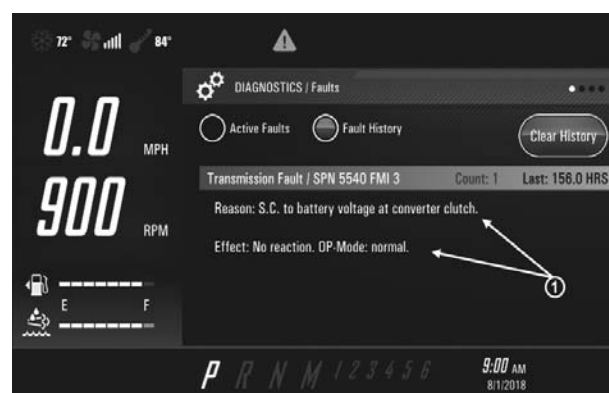 72° 84°
DIAGNOSTICS / Faults
Active Faults Fault History Clear History
0.0 MPH
Transmission Fault / SPN 5540 FMI 3 Count: 1 Last: 156.0 HRS
900 RPM
Reason: S.C. to battery voltage at converter clutch.
Effect: No reaction. OP-Mode: normal.
1
E F
P R N M 1 2 3 4 5 6 9:00 AM
8/1/2018